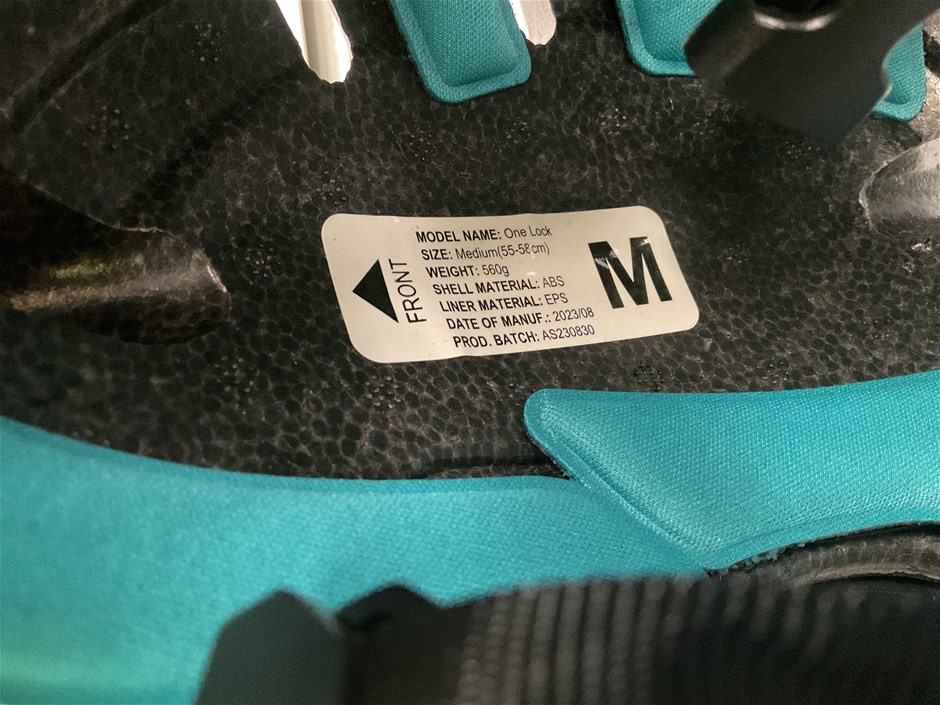 FRONT
MODEL NAME: One Lock
SIZE: Medium(55-58cm)
WEIGHT: 560g
SHELL MATERIAL: ABS
LINER MATERIAL: EPS
DATE OF MANUF.: 2023/08
PROD. BATCH: AS230830
M